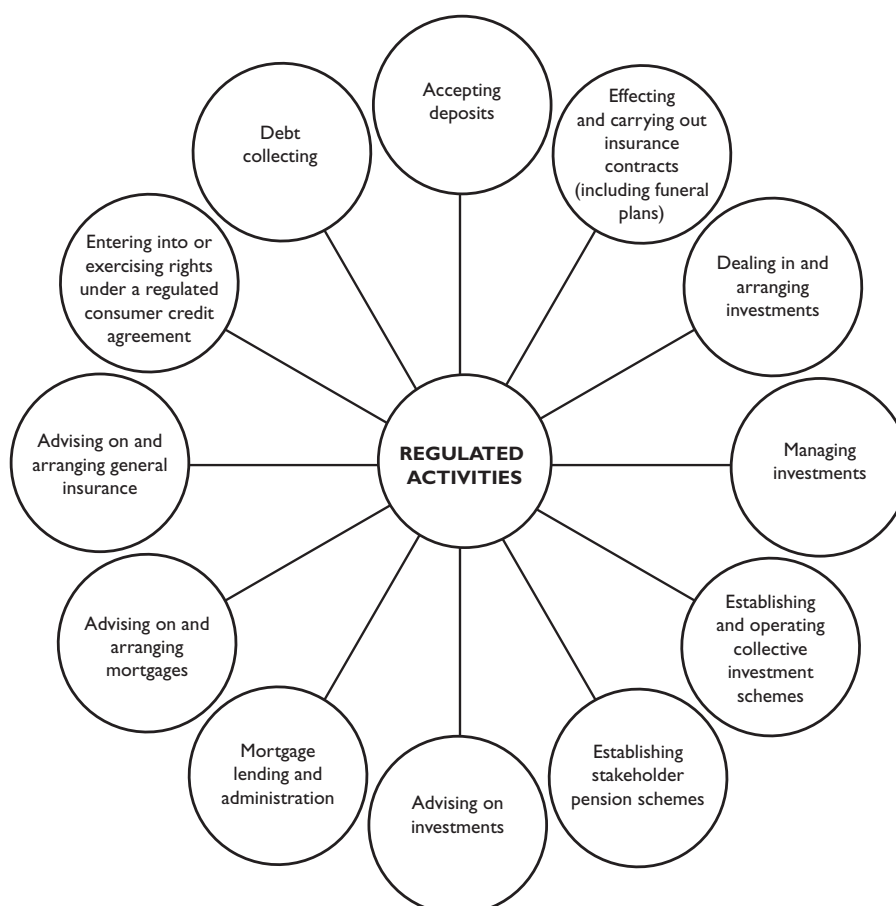 Accepting
deposits
Effecting
and carrying out
insurance
contracts
(including funeral
plans)
Dealing in and
arranging
investments
Managing
investments
Establishing
and operating
collective
investment
schemes
Establishing
stakeholder
pension schemes
Advising on
investments
Mortgage
lending and
administration
Advising on and
arranging
mortgages
Advising on and
arranging general
insurance
Entering into or
exercising rights
under a regulated
consumer credit
agreement
Debt
collecting
REGULATED
ACTIVITIES